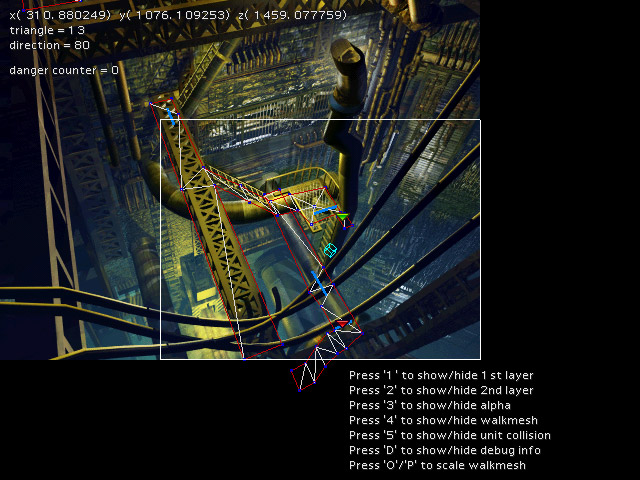 x( 310. 880249)  y( 1076. 109253)  z( 1459. 077759)
triangle = 13
direction = 80
danger counter = 0
Press '1' to show/hide 1st layer
Press '2' to show/hide 2nd layer
Press '3' to show/hide alpha
Press '4' to show/hide walkmesh
Press '5' to show/hide unit collision
Press 'D' to show/hide debug info
Press 'O'/'P' to scale walkmesh